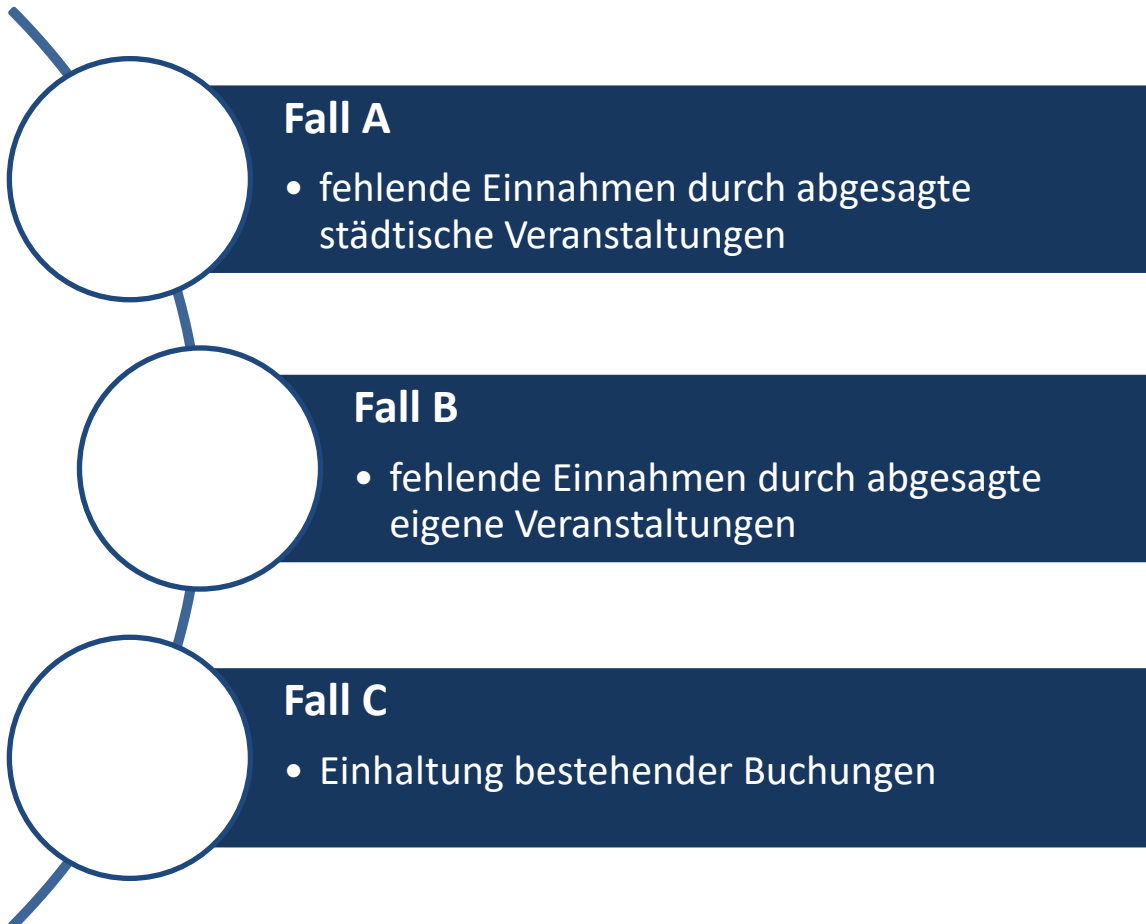 Fall A
• fehlende Einnahmen durch abgesagte
städtische Veranstaltungen
Fall B
• fehlende Einnahmen durch abgesagte
eigene Veranstaltungen
Fall C
• Einhaltung bestehender Buchungen